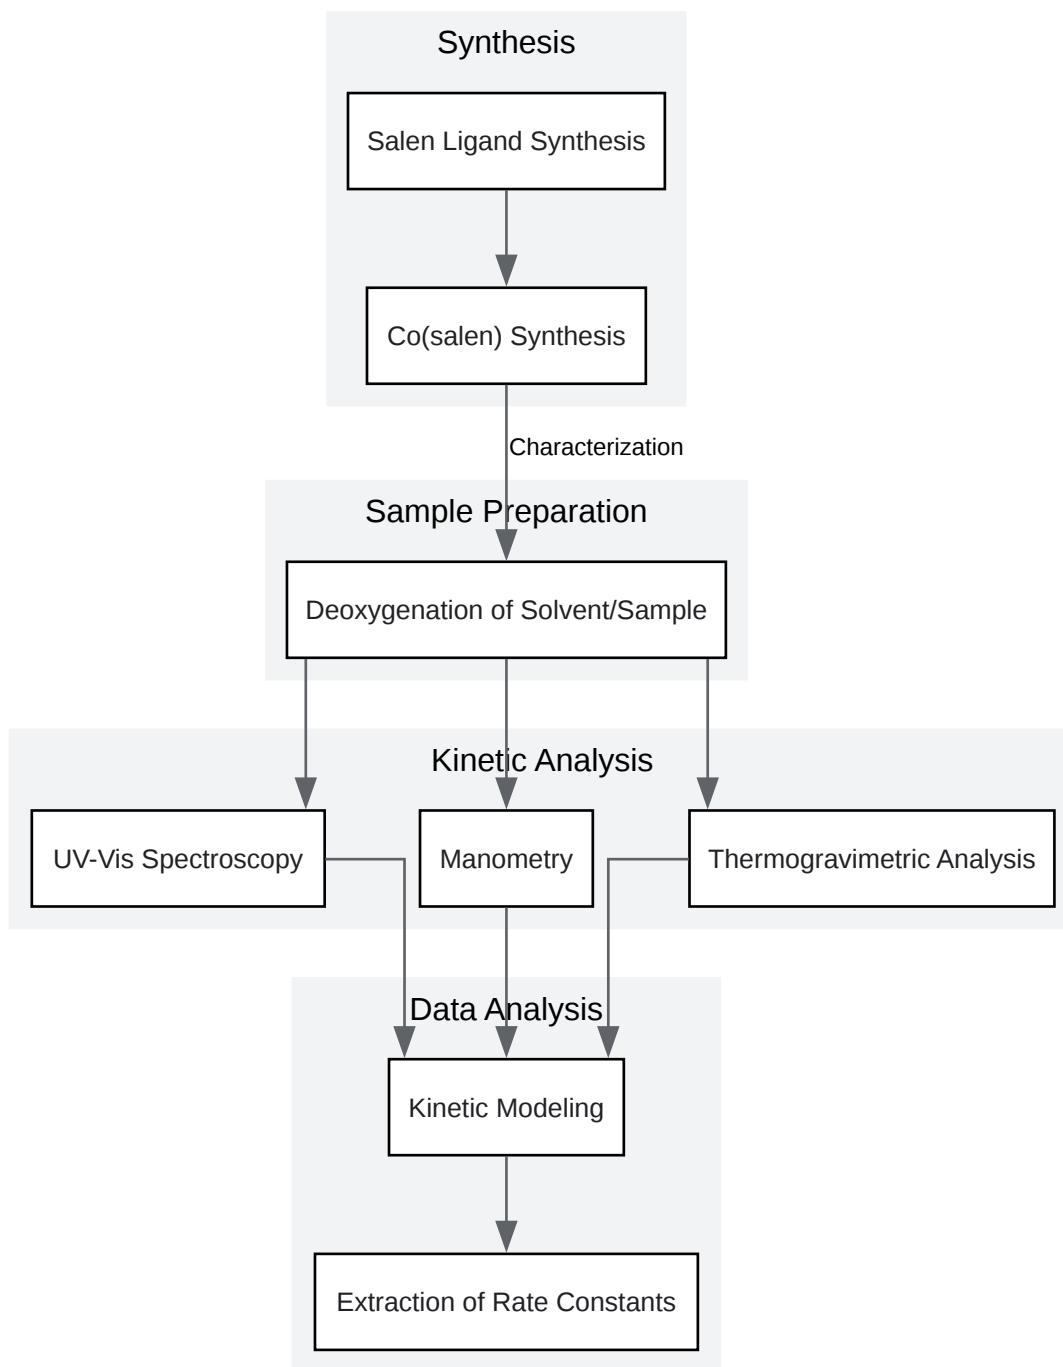 Synthesis
Salen Ligand Synthesis
Co(salen) Synthesis
Characterization
Sample Preparation
Deoxygenation of Solvent/Sample
Kinetic Analysis
UV-Vis Spectroscopy
Manometry
Thermogravimetric Analysis
Data Analysis
Kinetic Modeling
Extraction of Rate Constants